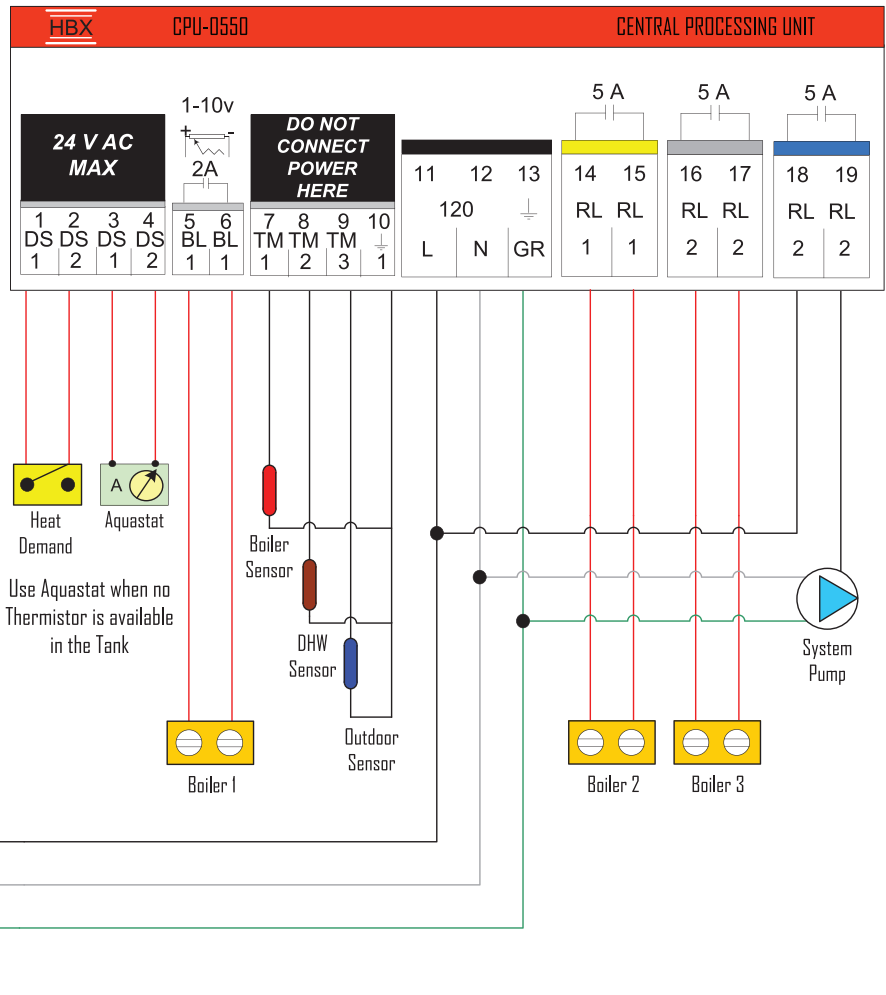 HBX CPU-0550 CENTRAL PROCESSING UNIT
24 V AC
MAX
1-10v
+ -
2A
DO NOT
CONNECT
POWER
HERE
5 A
5 A
5 A
1 2 3 4
DS DS DS DS
1 2 1 2
5 6
BL BL
1 1
7 8 9 10
TM TM TM
1 2 3 1
11 12 13
120
L N GR
14 15
RL RL
1 1
16 17
RL RL
2 2
18 19
RL RL
2 2
Heat
Demand
A
Aquastat
Use Aquastat when no
Thermistor is available
in the Tank
Boiler
Sensor
DHW
Sensor
Outdoor
Sensor
System
Pump
Boiler 1
Boiler 2
Boiler 3